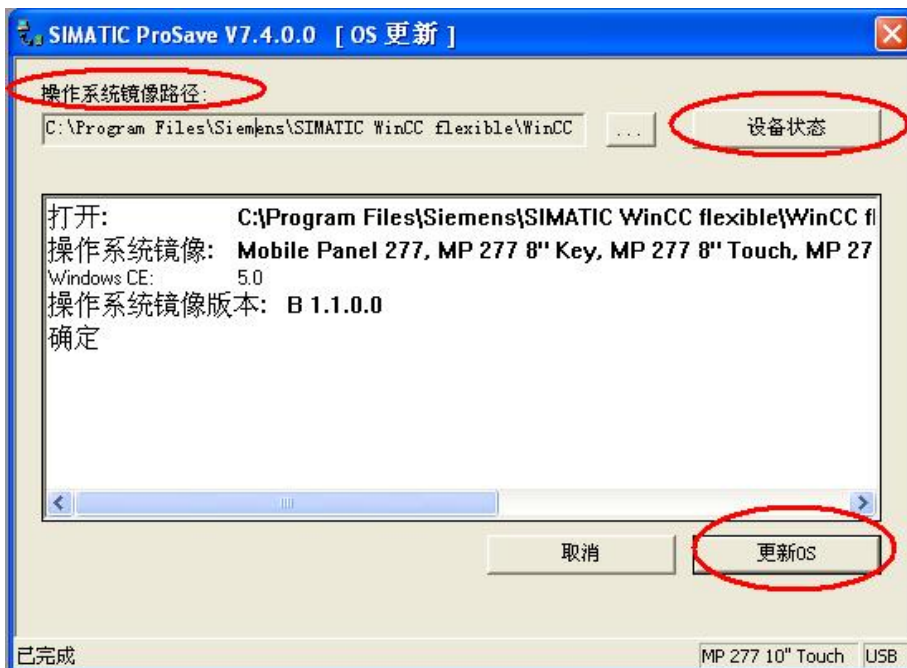 SIMATIC ProSave V7.4.0.0 [ OS 更新 ]
操作系统镜像路径:
C:\Program Files\Siemens\SIMATIC WinCC flexible\WinCC
...
设备状态
打开: C:\Program Files\Siemens\SIMATIC WinCC flexible\WinCC fl
操作系统镜像: Mobile Panel 277, MP 277 8" Key, MP 277 8" Touch, MP 27
Windows CE: 5.0
操作系统镜像版本: B 1.1.0.0
确定
取消
更新OS
已完成
MP 277 10" Touch
USB